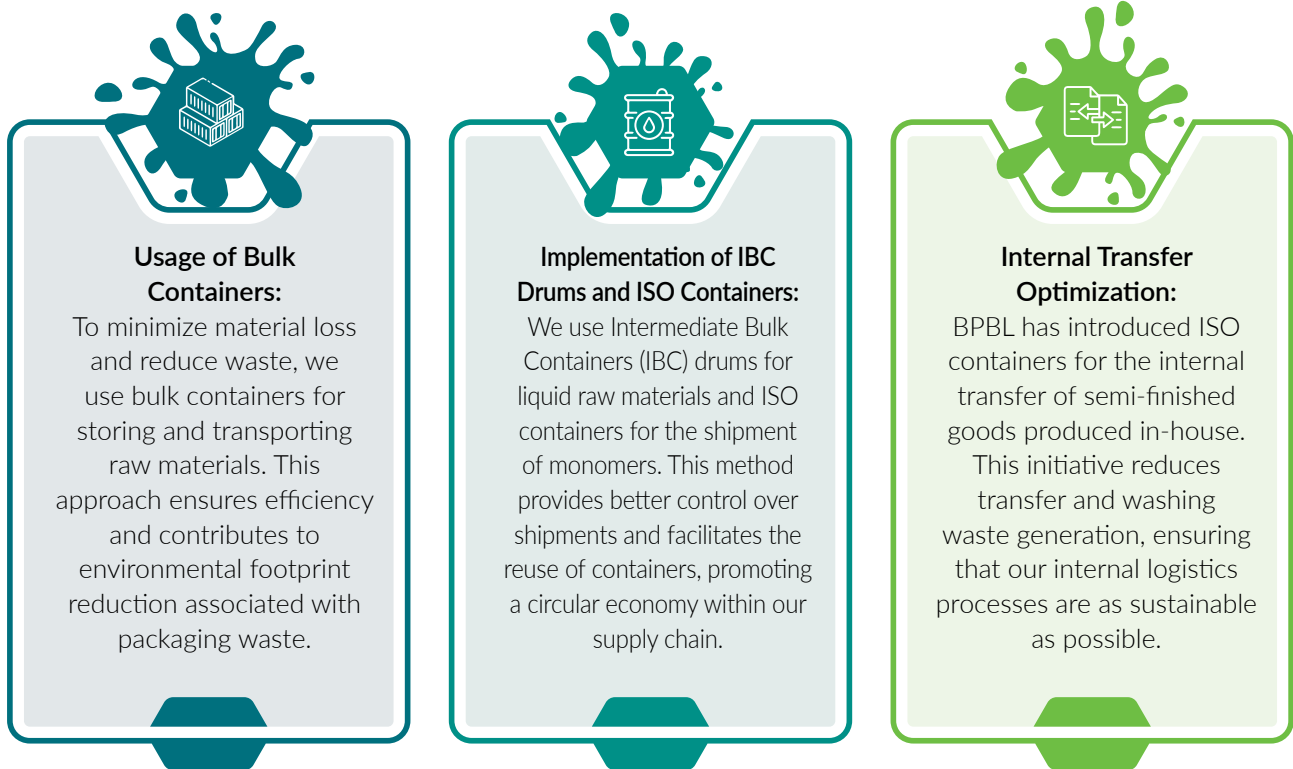 Usage of Bulk
Containers:
To minimize material loss
and reduce waste, we
use bulk containers for
storing and transporting
raw materials. This
approach ensures efficiency
and contributes to
environmental footprint
reduction associated with
packaging waste.
Implementation of IBC
Drums and ISO Containers:
We use Intermediate Bulk
Containers (IBC) drums for
liquid raw materials and ISO
containers for the shipment
of monomers. This method
provides better control over
shipments and facilitates the
reuse of containers, promoting
a circular economy within our
supply chain.
Internal Transfer
Optimization:
BPBL has introduced ISO
containers for the internal
transfer of semi-finished
goods produced in-house.
This initiative reduces
transfer and washing
waste generation, ensuring
that our internal logistics
processes are as sustainable
as possible.